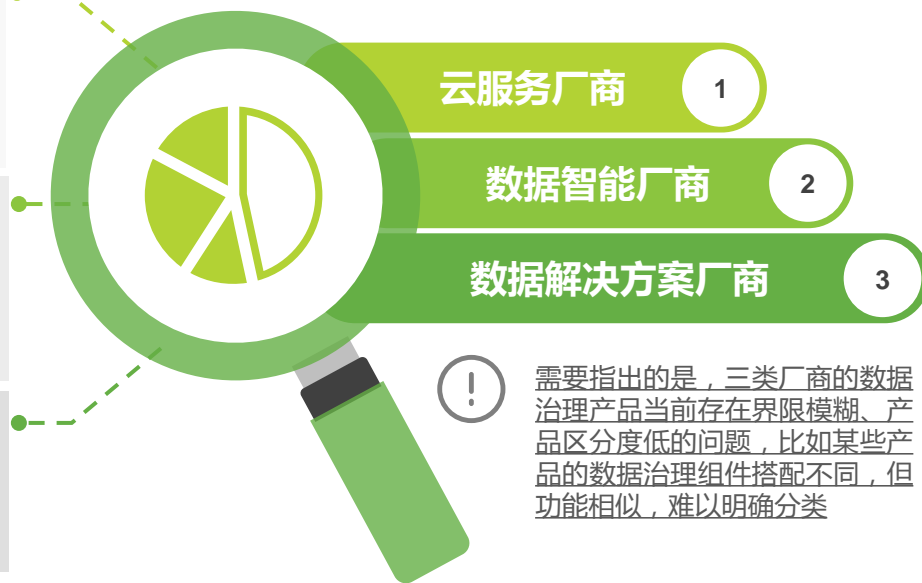 云服务厂商 1
数据智能厂商 2
数据解决方案厂商 3
需要指出的是，三类厂商的数据
治理产品当前存在界限模糊、产
品区分度低的问题，比如某些产
品的数据治理组件搭配不同，但
功能相似，难以明确分类